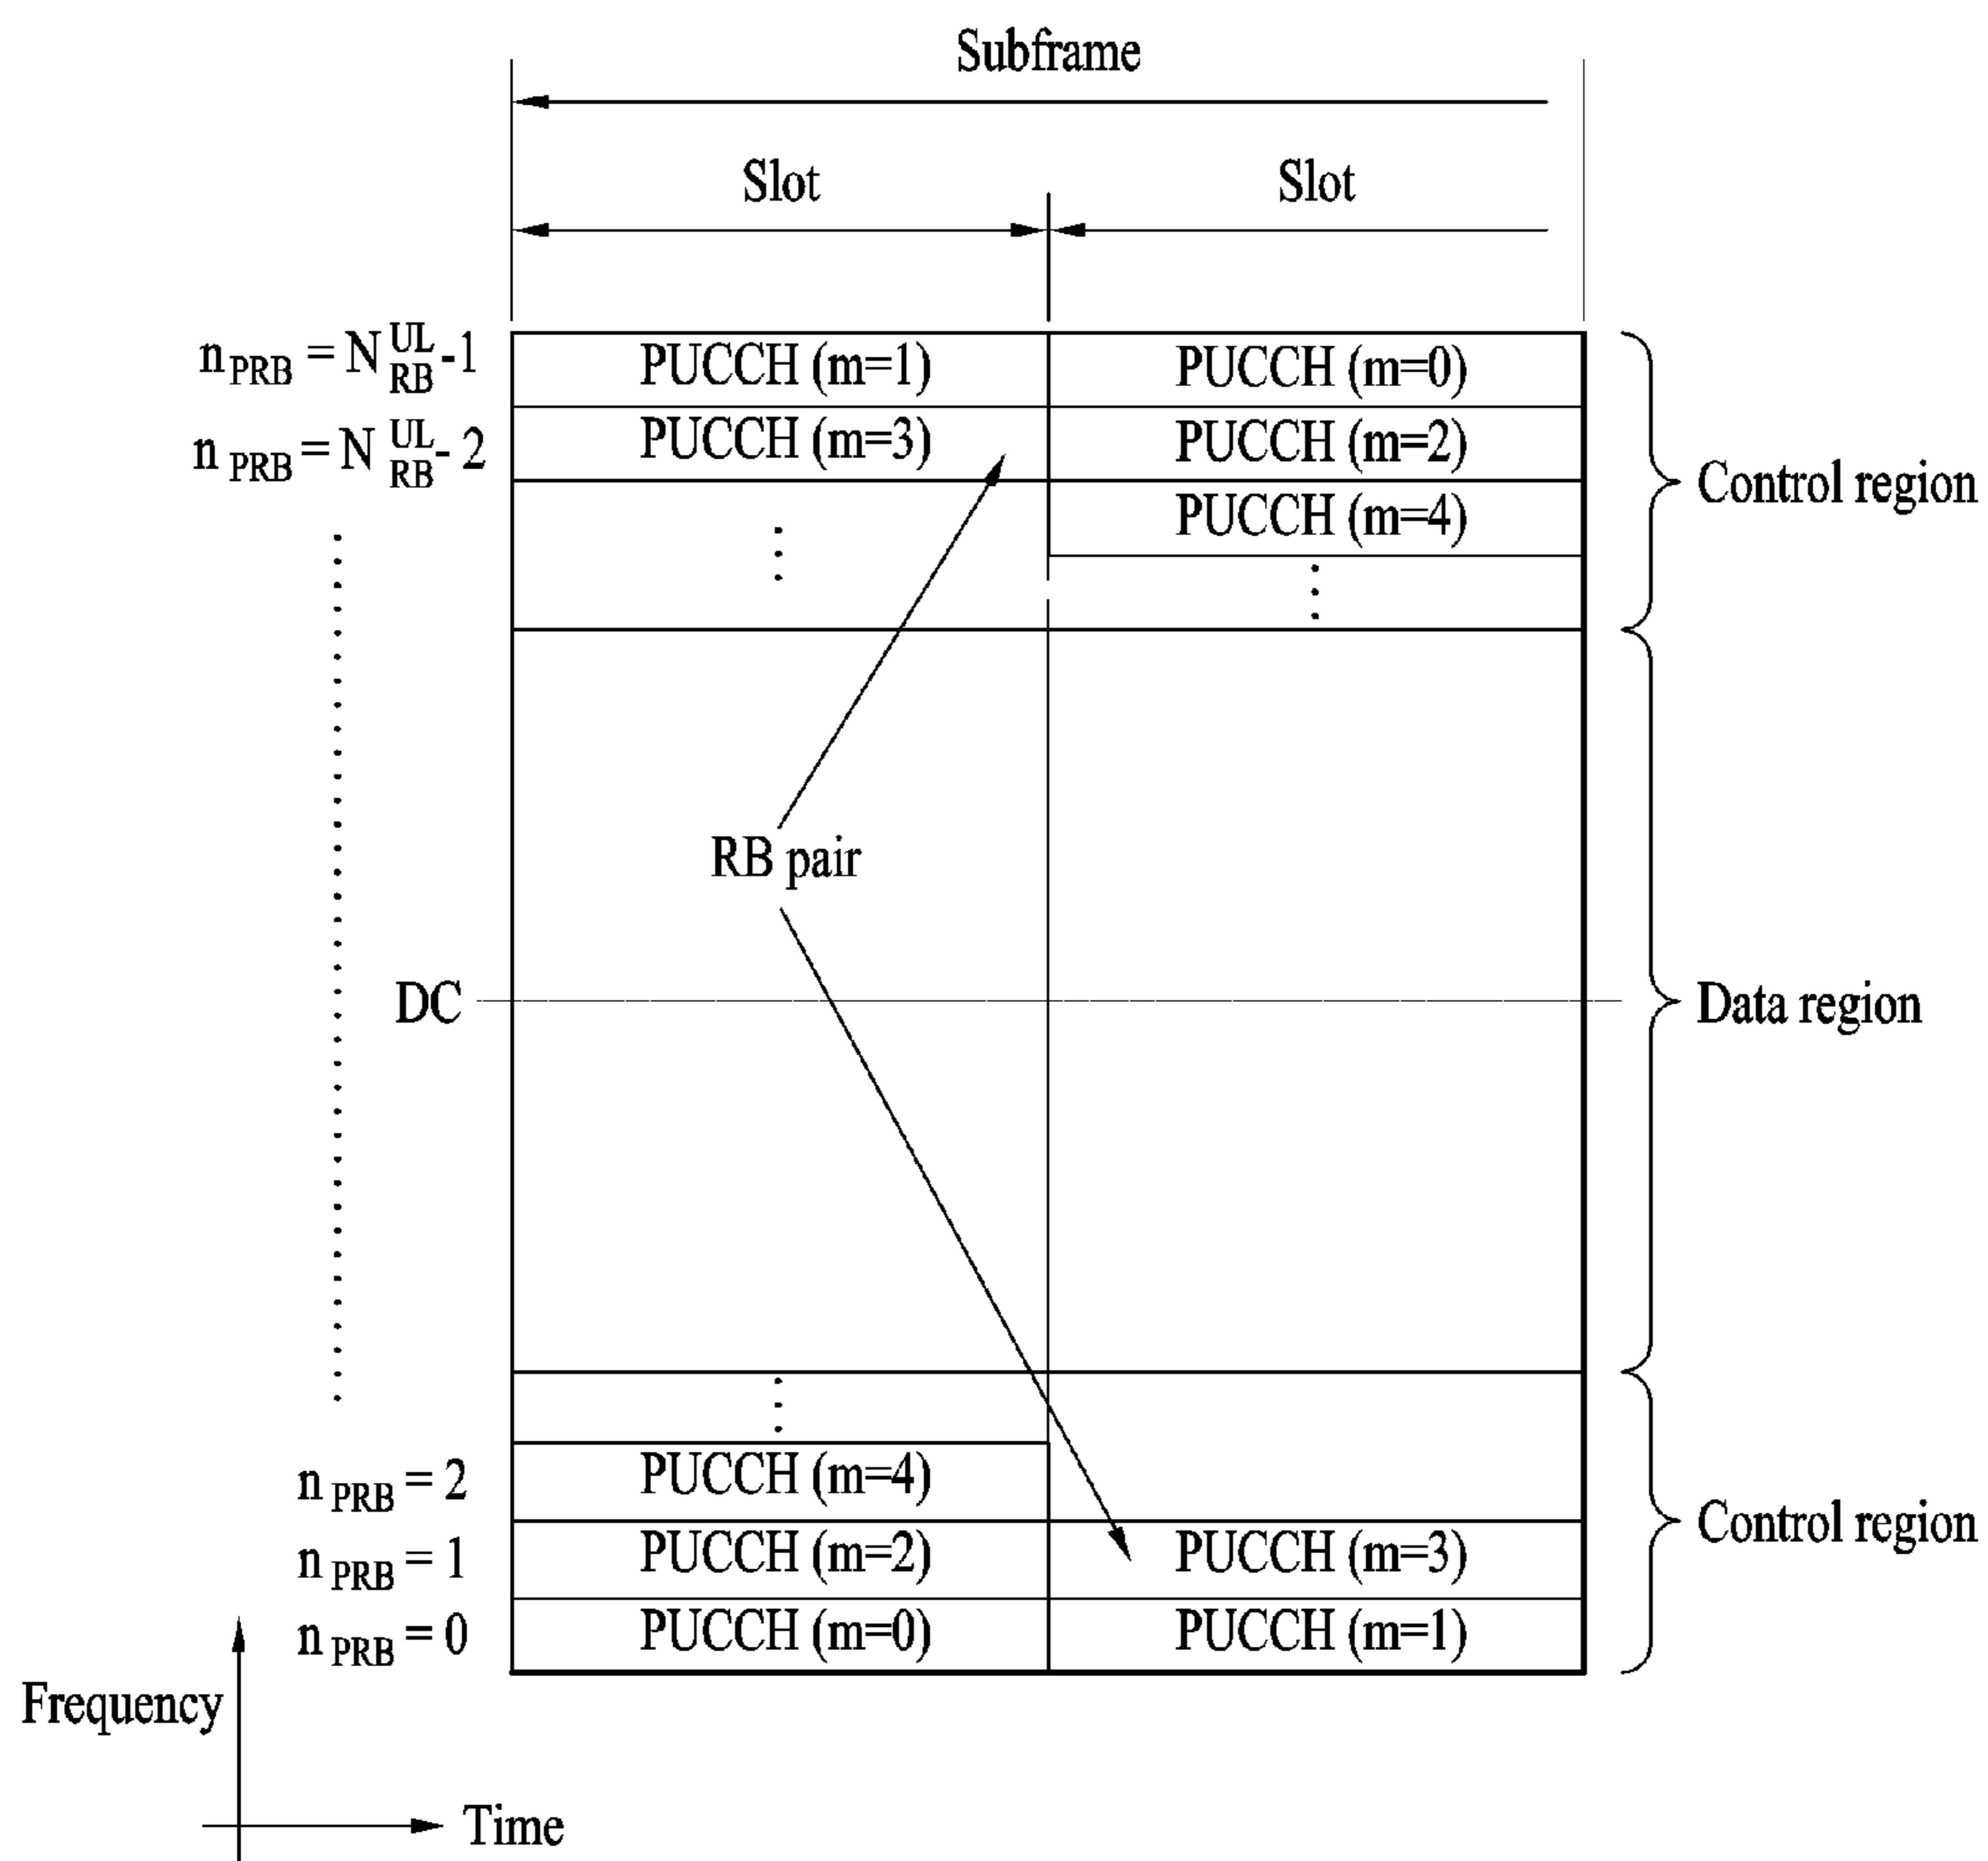 Subframe
Slot Slot
n PRB = N UL RB -1 PUCCH (m=1) PUCCH (m=0)
n PRB = N UL RB - 2 PUCCH (m=3) PUCCH (m=2)
PUCCH (m=4)
Control region
RB pair
DC
Data region
n PRB = 2 PUCCH (m=4)
n PRB = 1 PUCCH (m=2) PUCCH (m=3)
Control region
n PRB = 0 PUCCH (m=0) PUCCH (m=1)
Frequency
Time